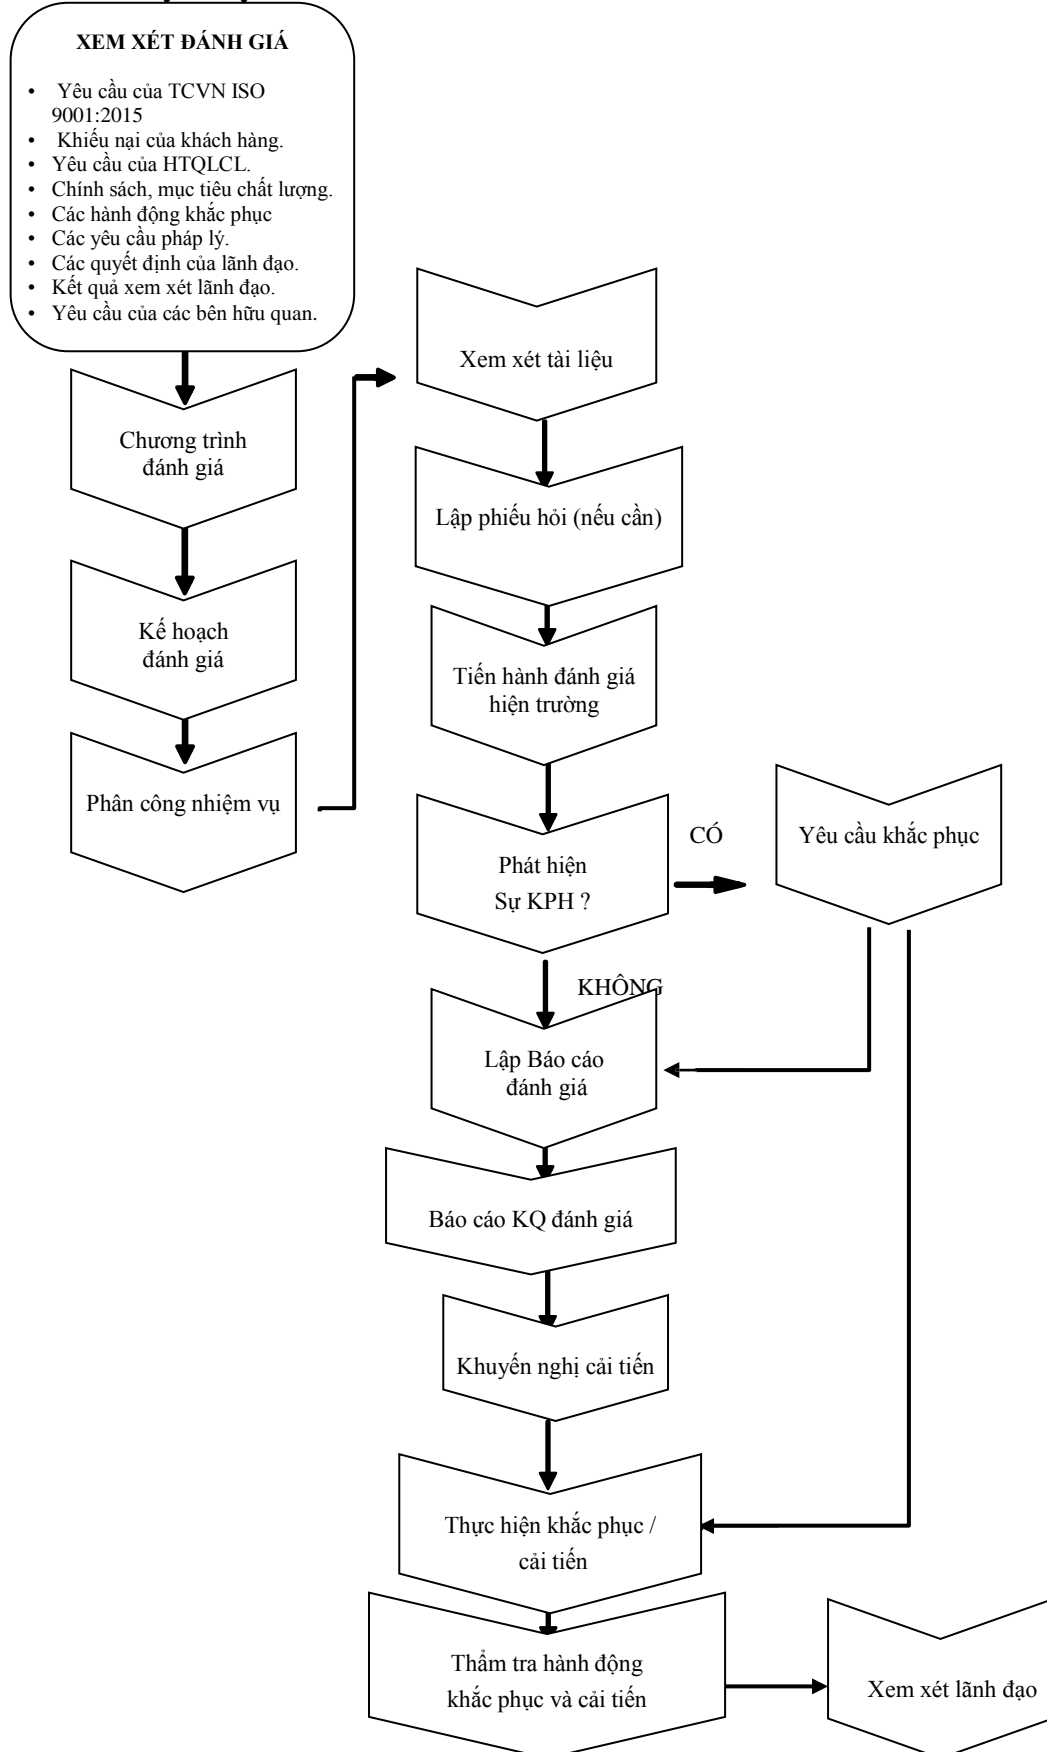 XEM XÉT ĐÁNH GIÁ
• Yêu cầu của TCVN ISO
9001:2015
• Khiếu nại của khách hàng.
• Yêu cầu của HTQLCL.
• Chính sách, mục tiêu chất lượng.
• Các hành động khắc phục
• Các yêu cầu pháp lý.
• Các quyết định của lãnh đạo.
• Kết quả xem xét lãnh đạo.
• Yêu cầu của các bên hữu quan.
Chương trình
đánh giá
Kế hoạch
đánh giá
Phân công nhiệm vụ
Xem xét tài liệu
Lập phiếu hỏi (nếu cần)
Tiến hành đánh giá
hiện trường
Phát hiện
Sự KPH ?
CÓ
Yêu cầu khắc phục
KHÔNG
Lập Báo cáo
đánh giá
Báo cáo KQ đánh giá
Khuyến nghị cải tiến
Thực hiện khắc phục /
cải tiến
Thẩm tra hành động
khắc phục và cải tiến
Xem xét lãnh đạo